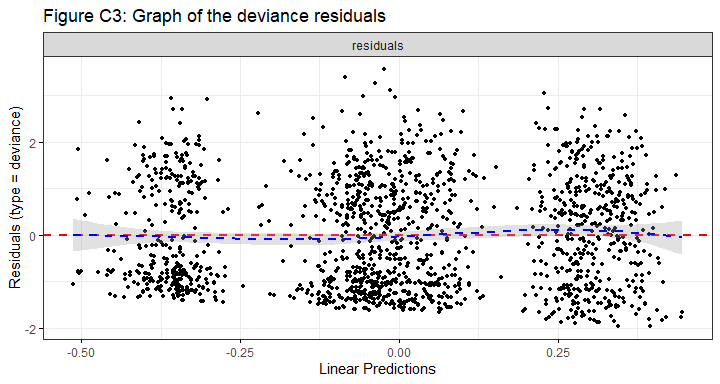 Figure C3: Graph of the deviance residuals
residuals
Residuals (type = deviance)
2
0
-2
-0.50
-0.25
0.00
0.25
Linear Predictions